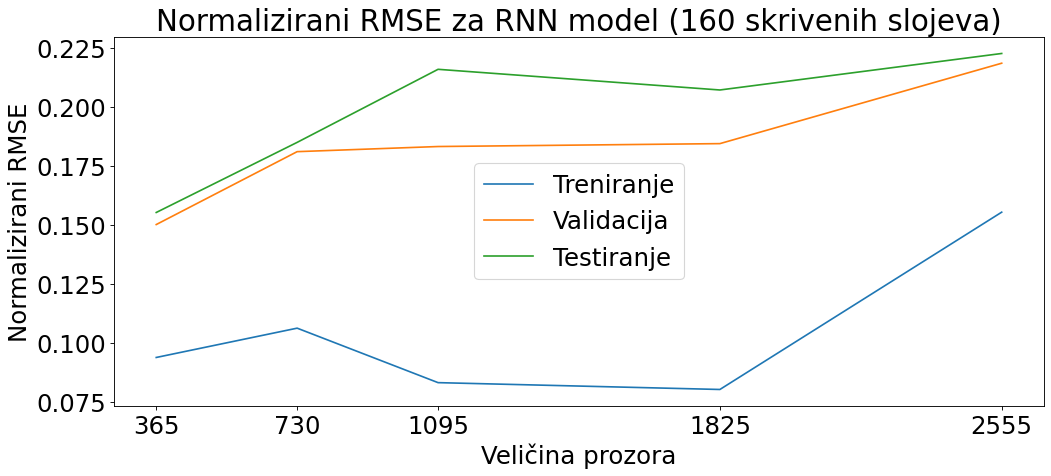 Normalizirani RMSE za RNN model (160 skrivenih slojeva)
Normalizirani RMSE
0.225
0.200
0.175
0.150
0.125
0.100
0.075
Treniranje
Validacija
Testiranje
365 730 1095 1825 2555
Veličina prozora